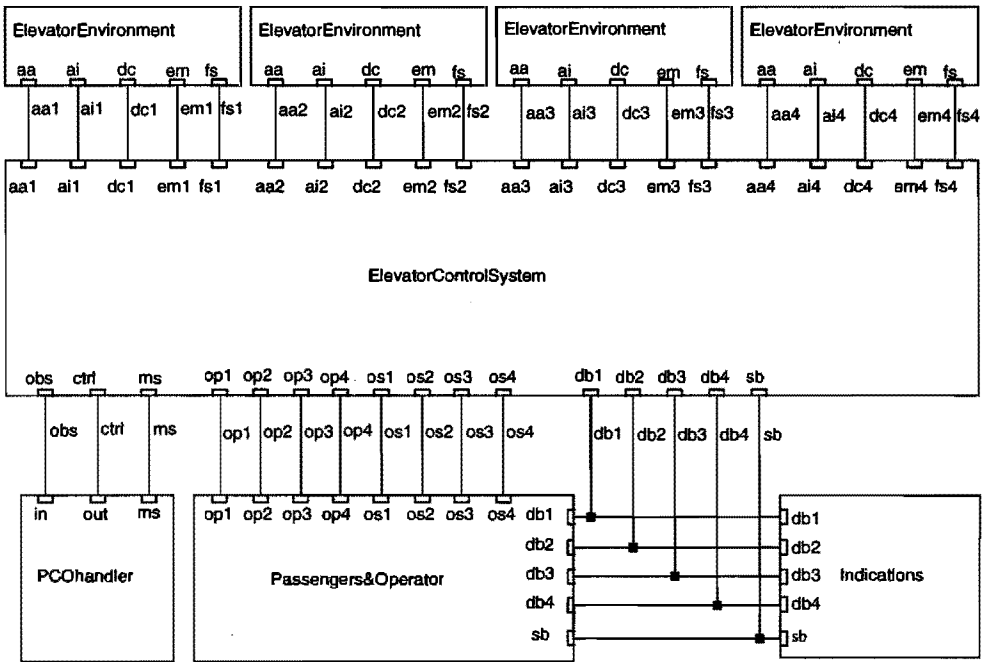 ElevatorEnvironment ElevatorEnvironment ElevatorEnvironment ElevatorEnvironment
aa ai dc em fs aa ai dc em fs aa ai dc em fs aa ai dc em fs
aa1 ai1 dc1 em1 fs1 aa2 ai2 dc2 em2 fs2 aa3 ai3 dc3 em3 fs3 aa4 ai4 dc4 em4 fs4
aa1 ai1 dc1 em1 fs1 aa2 ai2 dc2 em2 fs2 aa3 ai3 dc3 em3 fs3 aa4 ai4 dc4 em4 fs4
ElevatorControlSystem
obs ctrl ms op1 op2 op3 op4 os1 os2 os3 os4 db1 db2 db3 db4 sb
obs ctrl ms op1 op2 op3 op4 os1 os2 os3 os4 db1 db2 db3 db4 sb
in out ms op1 op2 op3 op4 os1 os2 os3 os4 db1 db1
db2 db2
PCOhandler Passengers&Operator db3 db3 Indications
db4 db4
sb sb